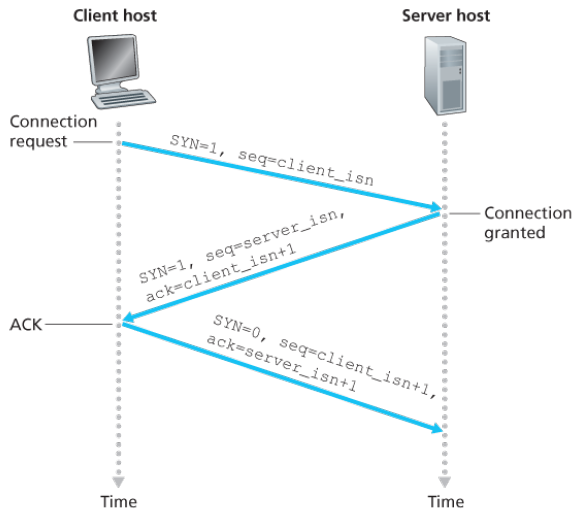 Client host
Server host
Connection
request
SYN=1, seq=client_isn
Connection
granted
SYN=1, seq=server_isn,
ack=client_isn+1
ACK
SYN=0, seq=client_isn+1,
ack=server_isn+1
Time
Time